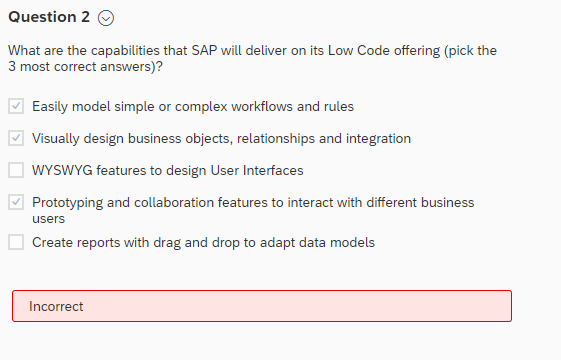 Question 2
What are the capabilities that SAP will deliver on its Low Code offering (pick the
3 most correct answers)?
Easily model simple or complex workflows and rules
Visually design business objects, relationships and integration
WYSWYG features to design User Interfaces
Prototyping and collaboration features to interact with different business
users
Create reports with drag and drop to adapt data models
Incorrect